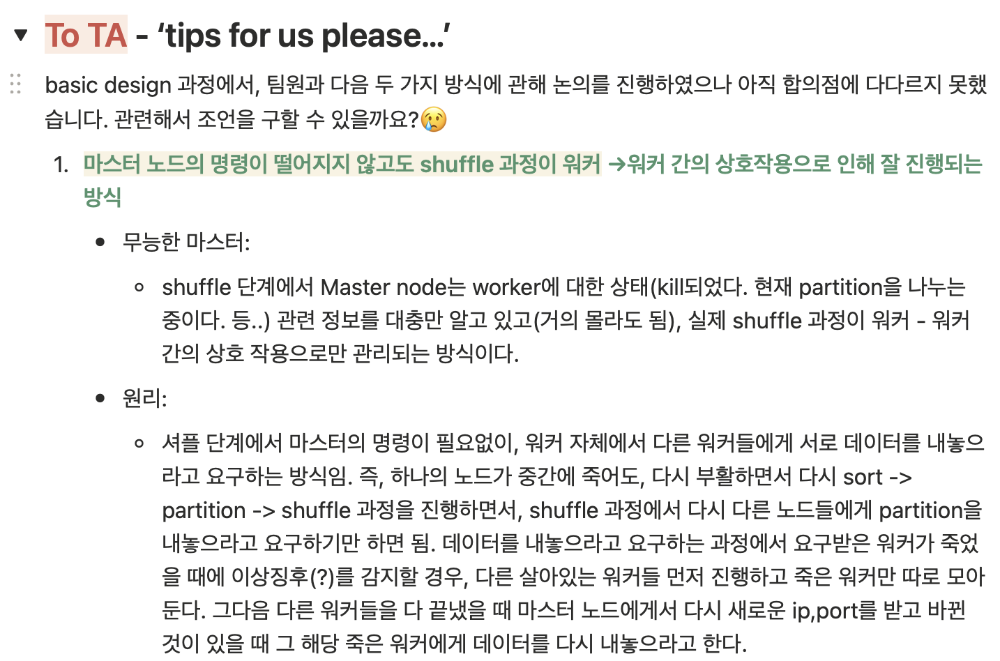 To TA - ‘tips for us please…’
basic design 과정에서, 팀원과 다음 두 가지 방식에 관해 논의를 진행하였으나 아직 합의점에 다다르지 못했
습니다. 관련해서 조언을 구할 수 있을까요?😢
1. 마스터 노드의 명령이 떨어지지 않고도 shuffle 과정이 워커 →워커 간의 상호작용으로 인해 잘 진행되는
방식
• 무능한 마스터:
◦ shuffle 단계에서 Master node는 worker에 대한 상태(kill되었다. 현재 partition을 나누는
중이다. 등..) 관련 정보를 대충만 알고 있고(거의 몰라도 됨), 실제 shuffle 과정이 워커 - 워커
간의 상호 작용으로만 관리되는 방식이다.
• 원리:
◦ 셔플 단계에서 마스터의 명령이 필요없이, 워커 자체에서 다른 워커들에게 서로 데이터를 내놓으
라고 요구하는 방식임. 즉, 하나의 노드가 중간에 죽어도, 다시 부활하면서 다시 sort ->
partition -> shuffle 과정을 진행하면서, shuffle 과정에서 다시 다른 노드들에게 partition을
내놓으라고 요구하기만 하면 됨. 데이터를 내놓으라고 요구하는 과정에서 요구받은 워커가 죽었
을 때에 이상징후(?)를 감지할 경우, 다른 살아있는 워커들 먼저 진행하고 죽은 워커만 따로 모아
둔다. 그다음 다른 워커들을 다 끝냈을 때 마스터 노드에게서 다시 새로운 ip,port를 받고 바뀐
것이 있을 때 그 해당 죽은 워커에게 데이터를 다시 내놓으라고 한다.